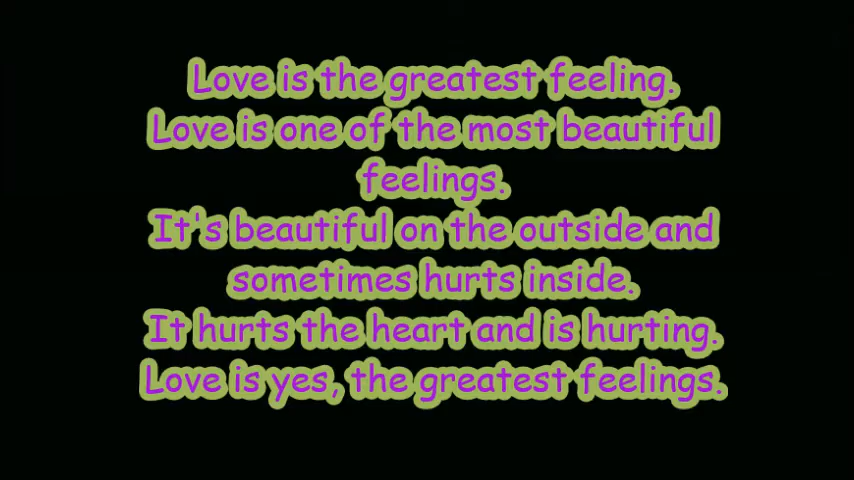 Love is the greatest feeling.
Love is one of the most beautiful
feelings.
It's beautiful on the outside and
sometimes hurts inside.
It hurts the heart and is hurting.
Love is yes, the greatest feelings.